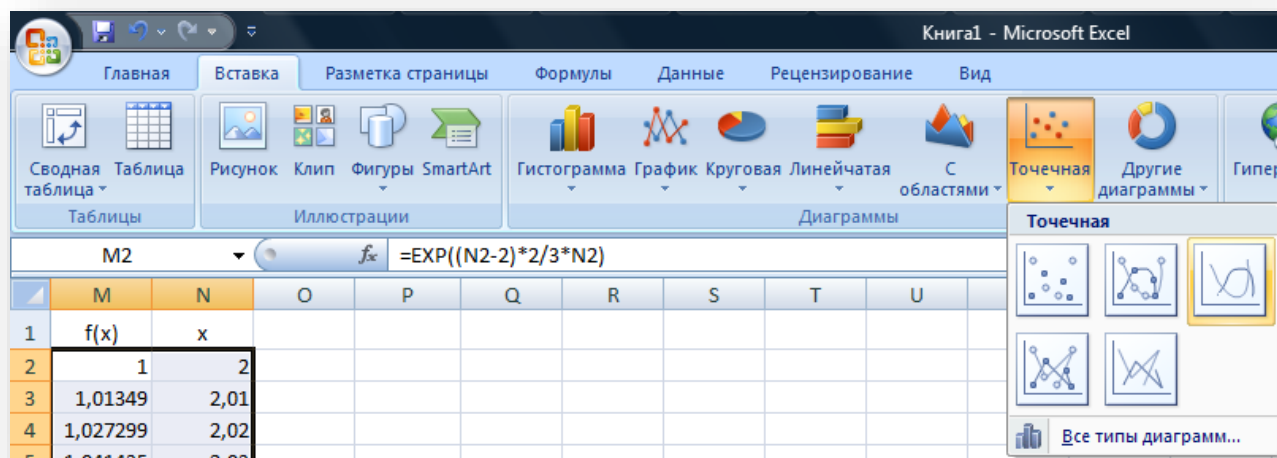 Книга1 - Microsoft Excel
Главная Вставка Разметка страницы Формулы Данные Рецензирование Вид
Сводная таблица Таблица Рисунок Клип Фигуры SmartArt Гистограмма График Круговая Линейчатая С областями Точечная Другие диаграммы
Таблицы Иллюстрации Диаграммы
Точечная
M2 fx =EXP((N2-2)*2/3*N2)
M N O P Q R S T U
1 f(x) x
2 1 2
3 1,01349 2,01
4 1,027299 2,02
Все типы диаграмм...